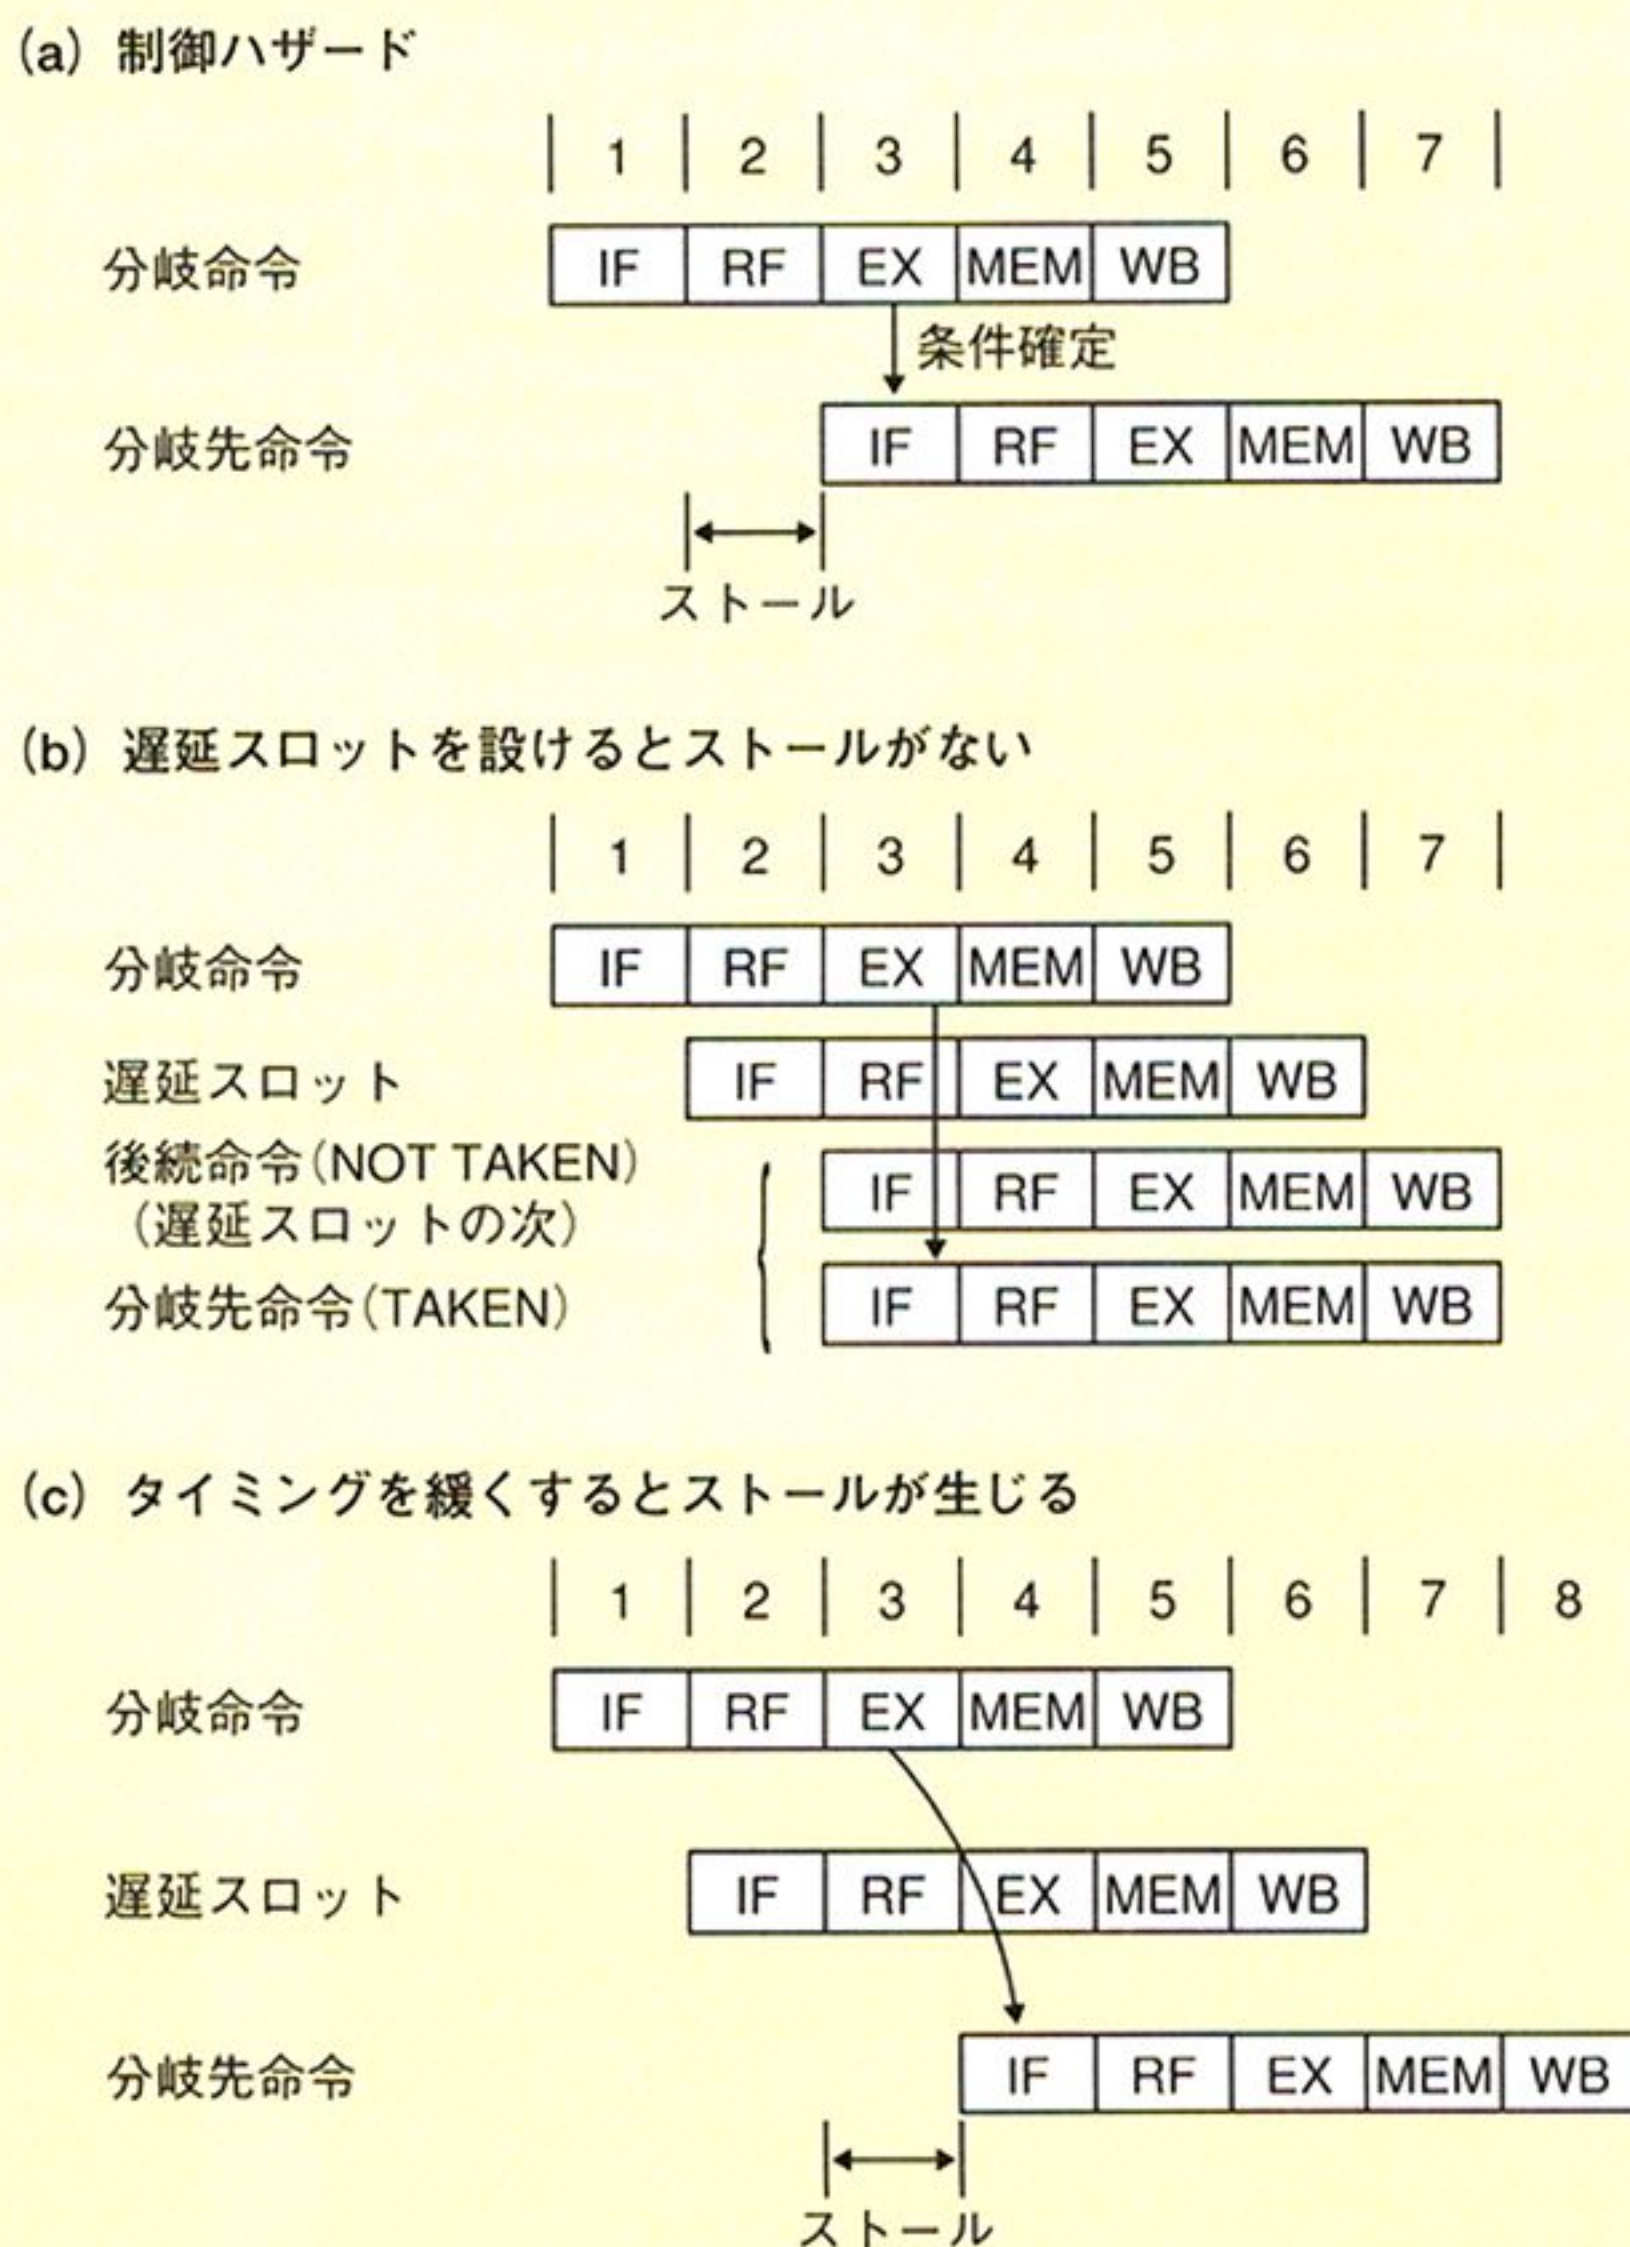 (a) 制御ハザード
1 2 3 4 5 6 7
分岐命令 IF RF EX MEM WB
条件確定
分岐先命令 IF RF EX MEM WB
ストール
(b) 遅延スロットを設けるとストールがない
1 2 3 4 5 6 7
分岐命令 IF RF EX MEM WB
遅延スロット IF RF EX MEM WB
後続命令(NOT TAKEN) IF RF EX MEM WB
(遅延スロットの次)
分岐先命令(TAKEN) IF RF EX MEM WB
(c) タイミングを緩くするとストールが生じる
1 2 3 4 5 6 7 8
分岐命令 IF RF EX MEM WB
遅延スロット IF RF EX MEM WB
分岐先命令 IF RF EX MEM WB
ストール